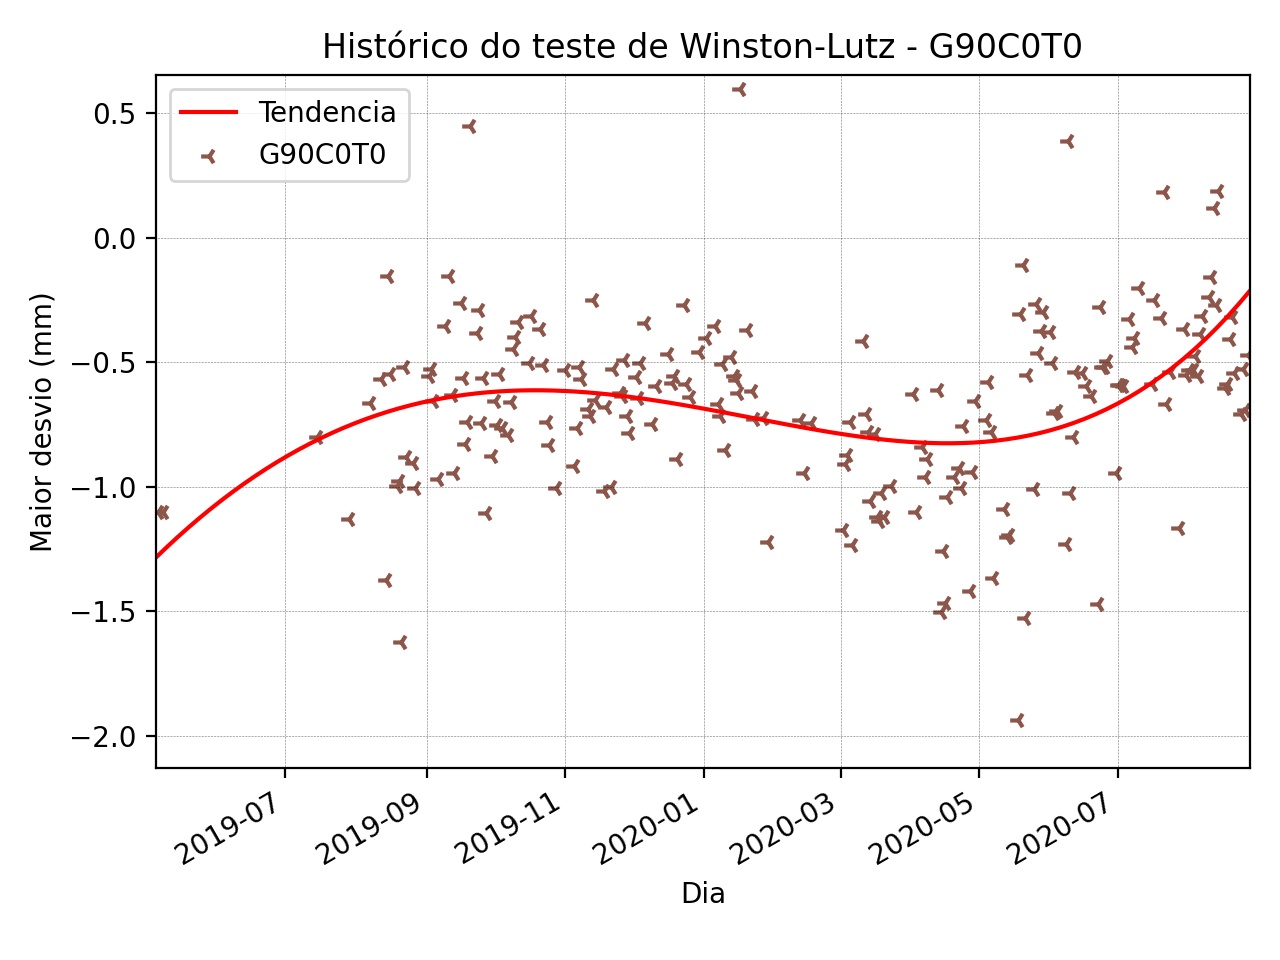 Histórico do teste de Winston-Lutz - G90C0T0
Tendencia
G90C0T0
Maior desvio (mm)
0.5
0.0
−0.5
−1.0
−1.5
−2.0
2019-07
2019-09
2019-11
2020-01
2020-03
2020-05
2020-07
Dia